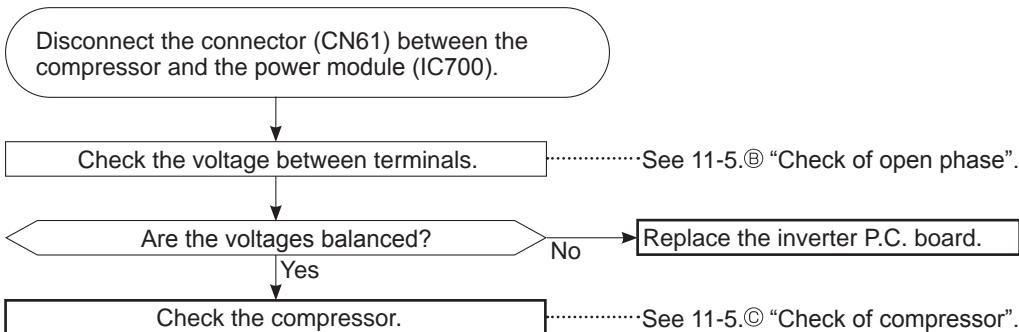 Disconnect the connector (CN61) between the
compressor and the power module (IC700).
Check the voltage between terminals.
See 11-5.Ⓑ “Check of open phase”.
Are the voltages balanced?
No
Replace the inverter P.C. board.
Yes
Check the compressor.
See 11-5.Ⓒ “Check of compressor”.